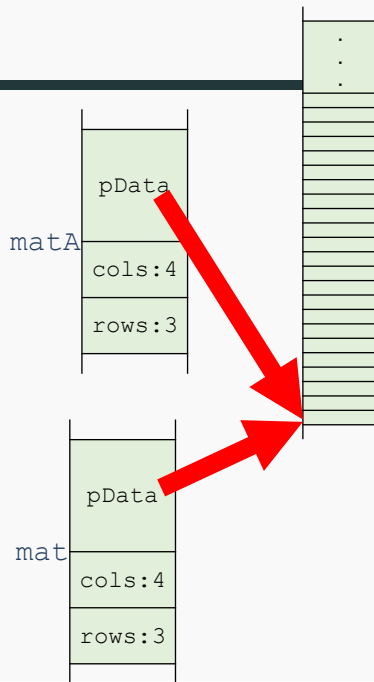 .
.
.
pData
matA
cols:4
rows:3
pData
mat
cols:4
rows:3